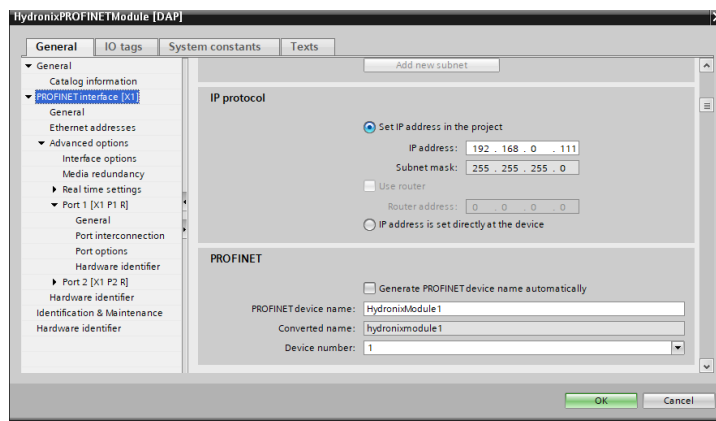 HydronixPROFINETModule [DAP]
General IO tags System constants Texts
General
Catalog information
PROFINET interface [X1]
General
Ethernet addresses
Advanced options
Interface options
Media redundancy
Real time settings
Port 1 [X1 P1 R]
General
Port interconnection
Port options
Hardware identifier
Port 2 [X1 P2 R]
Hardware identifier
Identification & Maintenance
Hardware identifier
Add new subnet
IP protocol
Set IP address in the project
IP address: 192 . 168 . 0 . 111
Subnet mask: 255 . 255 . 255 . 0
Use router
Router address: 0 . 0 . 0 . 0
IP address is set directly at the device
PROFINET
Generate PROFINET device name automatically
PROFINET device name: HydronixModule1
Converted name: hydronixmodule1
Device number: 1
OK Cancel